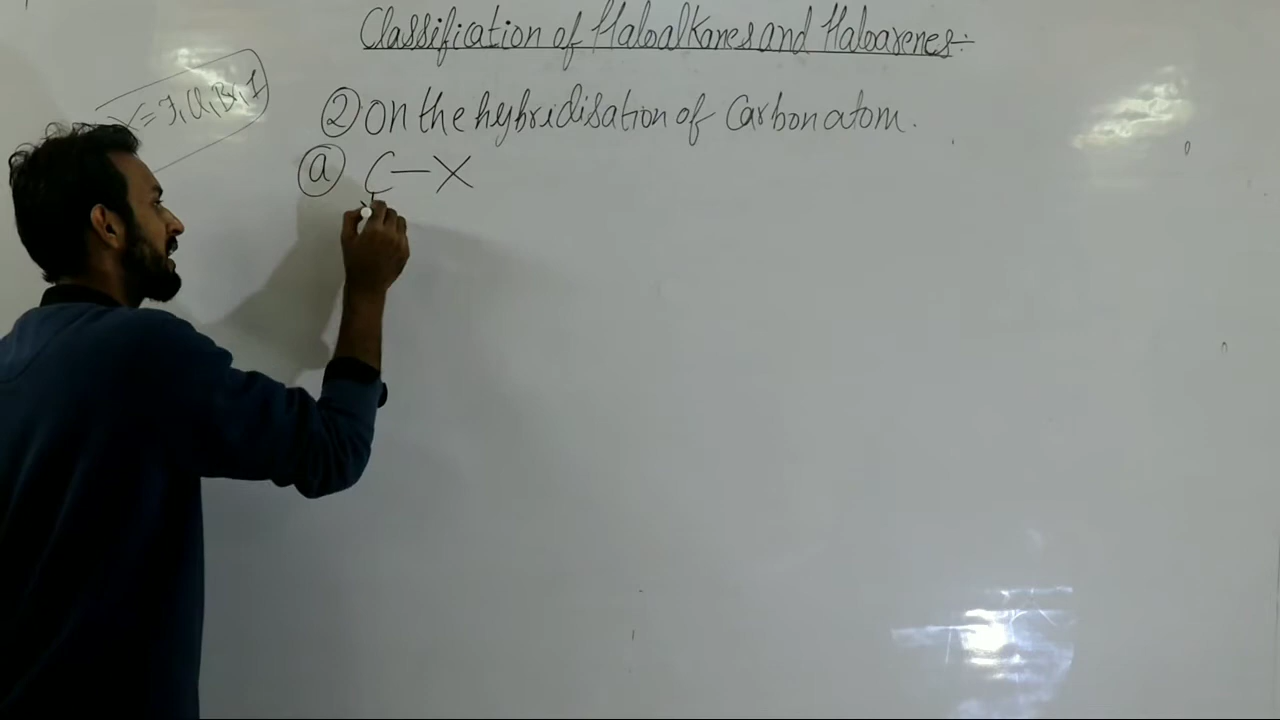 Classification of Haloalkanes and Haloarenes:-
X = F, Cl, Br, I
② On the hybridisation of Carbon atom.
ⓐ C—X